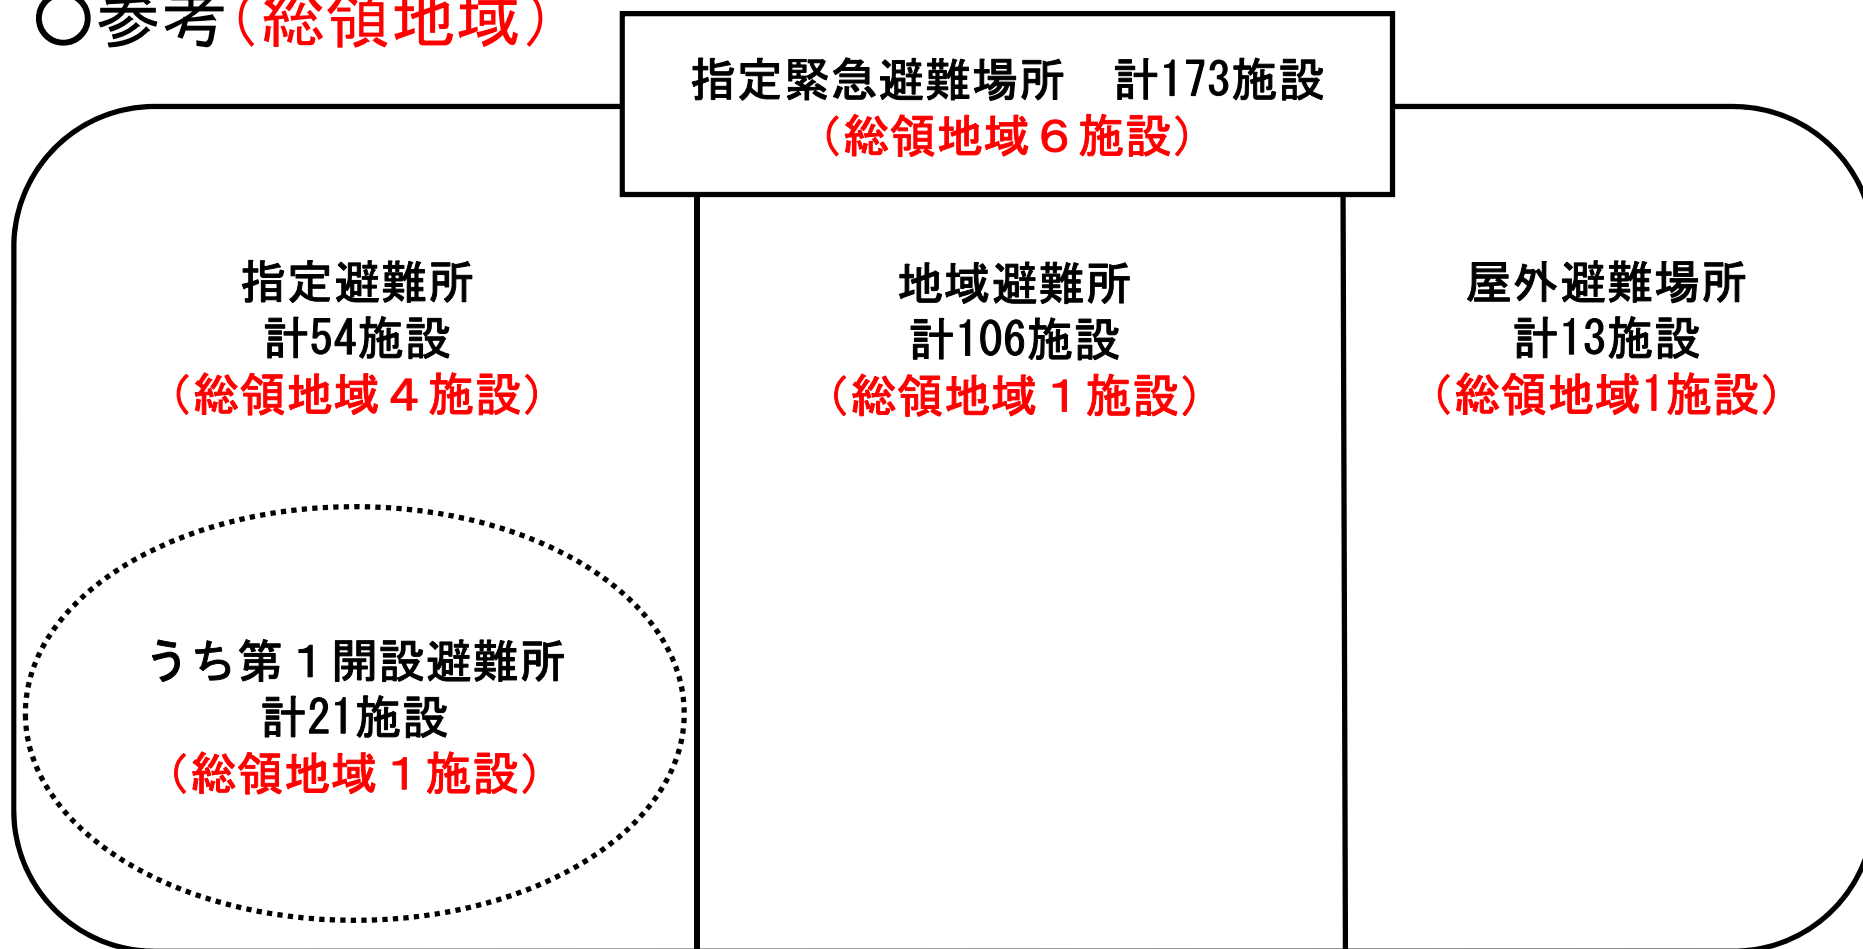 〇参考(総領地域)
指定緊急避難場所　計173施設
(総領地域６施設)
指定避難所
計54施設
(総領地域４施設)
地域避難所
計106施設
(総領地域１施設)
屋外避難場所
計13施設
(総領地域1施設)
うち第１開設避難所
計21施設
(総領地域１施設)